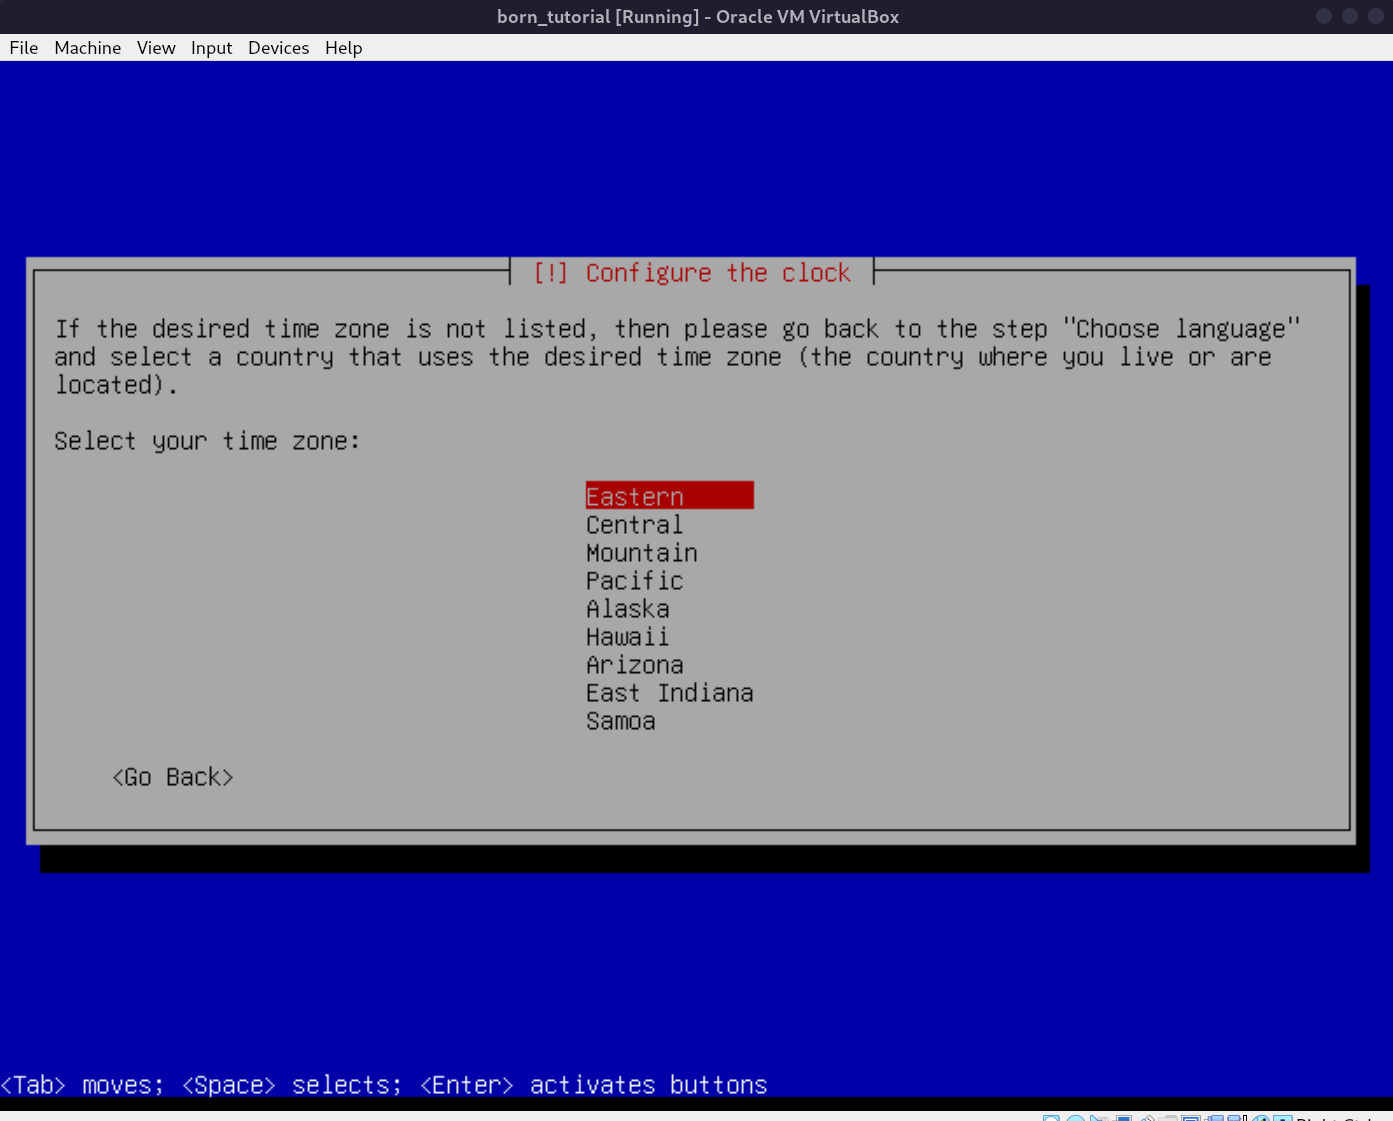 born_tutorial [Running] - Oracle VM VirtualBox
File Machine View Input Devices Help
[!] Configure the clock
If the desired time zone is not listed, then please go back to the step "Choose language"
and select a country that uses the desired time zone (the country where you live or are
located).
Select your time zone:
Eastern
Central
Mountain
Pacific
Alaska
Hawaii
Arizona
East Indiana
Samoa
<Go Back>
<Tab> moves; <Space> selects; <Enter> activates buttons